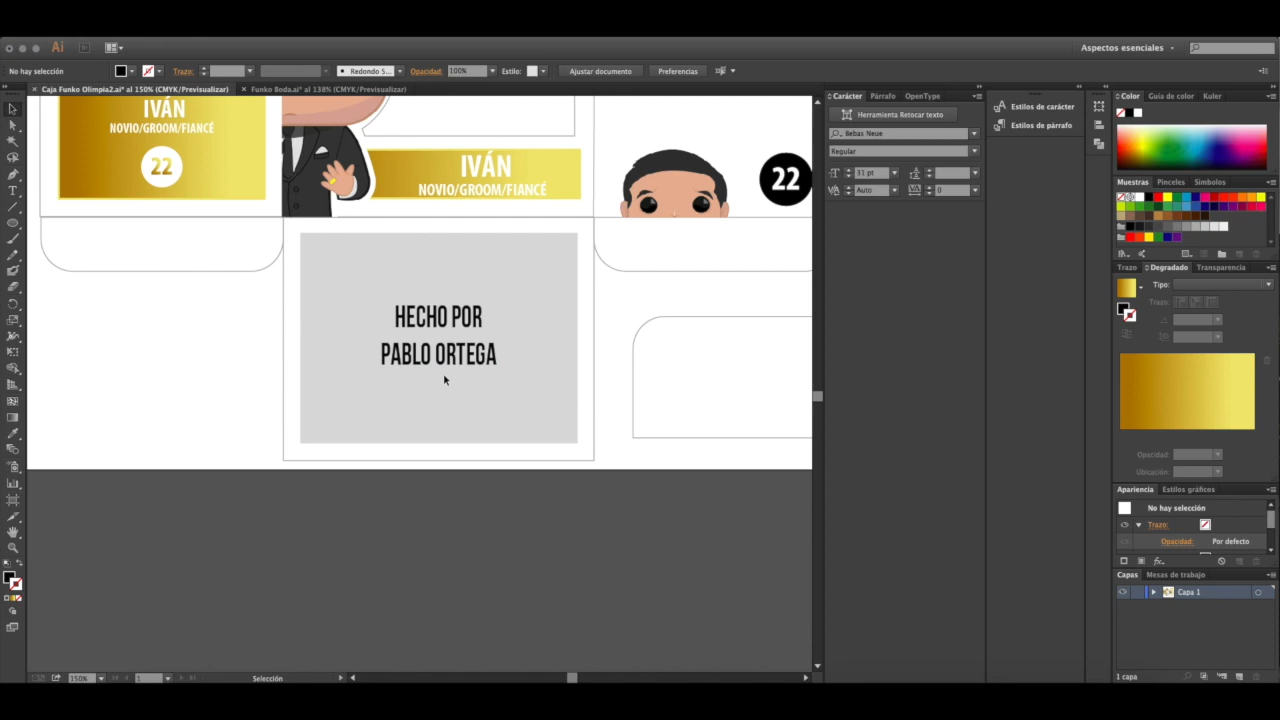 Ai
Br
Aspectos esenciales
No hay selección
Trazo:
Redondo 5...
Opacidad:
100%
Estilo:
Ajustar documento
Preferencias
Caja Funko Olimpia2.ai* al 150% (CMYK/Previsualizar)
Funko Boda.ai* al 138% (CMYK/Previsualizar)
IVÁN
NOVIO/GROOM/FIANCÉ
22
IVÁN
NOVIO/GROOM/FIANCÉ
22
HECHO POR
PABLO ORTEGA
Carácter
Párrafo
OpenType
Herramienta Retocar texto
Bebas Neue
Regular
31 pt
Auto
0
Estilos de carácter
Estilos de párrafo
Color
Guía de color
Kuler
Muestras
Pinceles
Símbolos
Trazo
Degradado
Transparencia
Tipo:
Trazo:
Opacidad:
Ubicación:
Apariencia
Estilos gráficos
No hay selección
Trazo:
Opacidad:
Por defecto
Capas
Mesas de trabajo
Capa 1
1 capa
150%
1
Selección